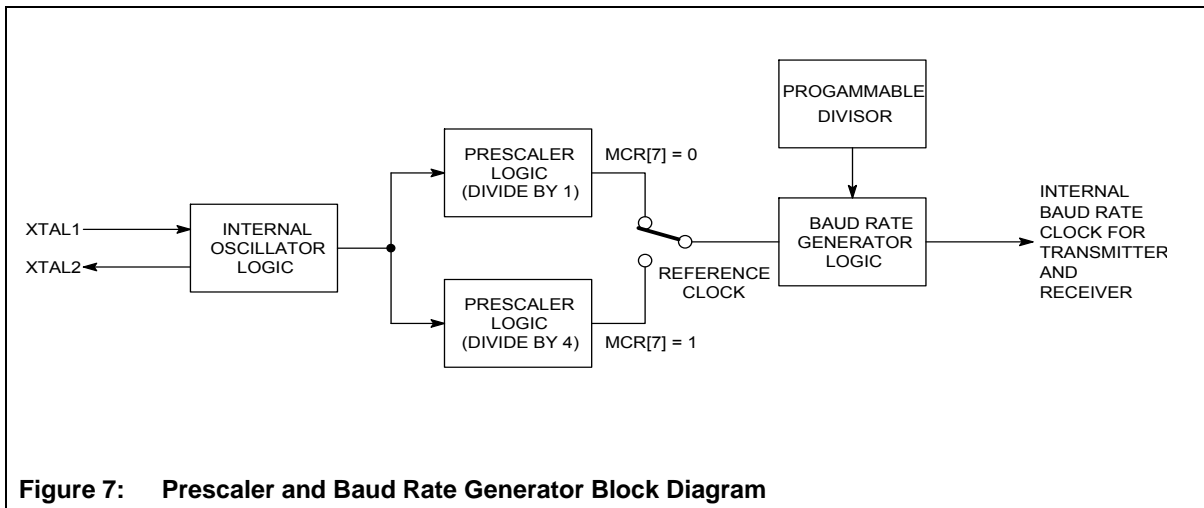 PROGAMMABLE
DIVISOR
PRESCALER
LOGIC
(DIVIDE BY 1)
MCR[7] = 0
XTAL1
XTAL2
INTERNAL
OSCILLATOR
LOGIC
BAUD RATE
GENERATOR
LOGIC
INTERNAL
BAUD RATE
CLOCK FOR
TRANSMITTER
AND
RECEIVER
REFERENCE
CLOCK
PRESCALER
LOGIC
(DIVIDE BY 4)
MCR[7] = 1
Figure 7: Prescaler and Baud Rate Generator Block Diagram